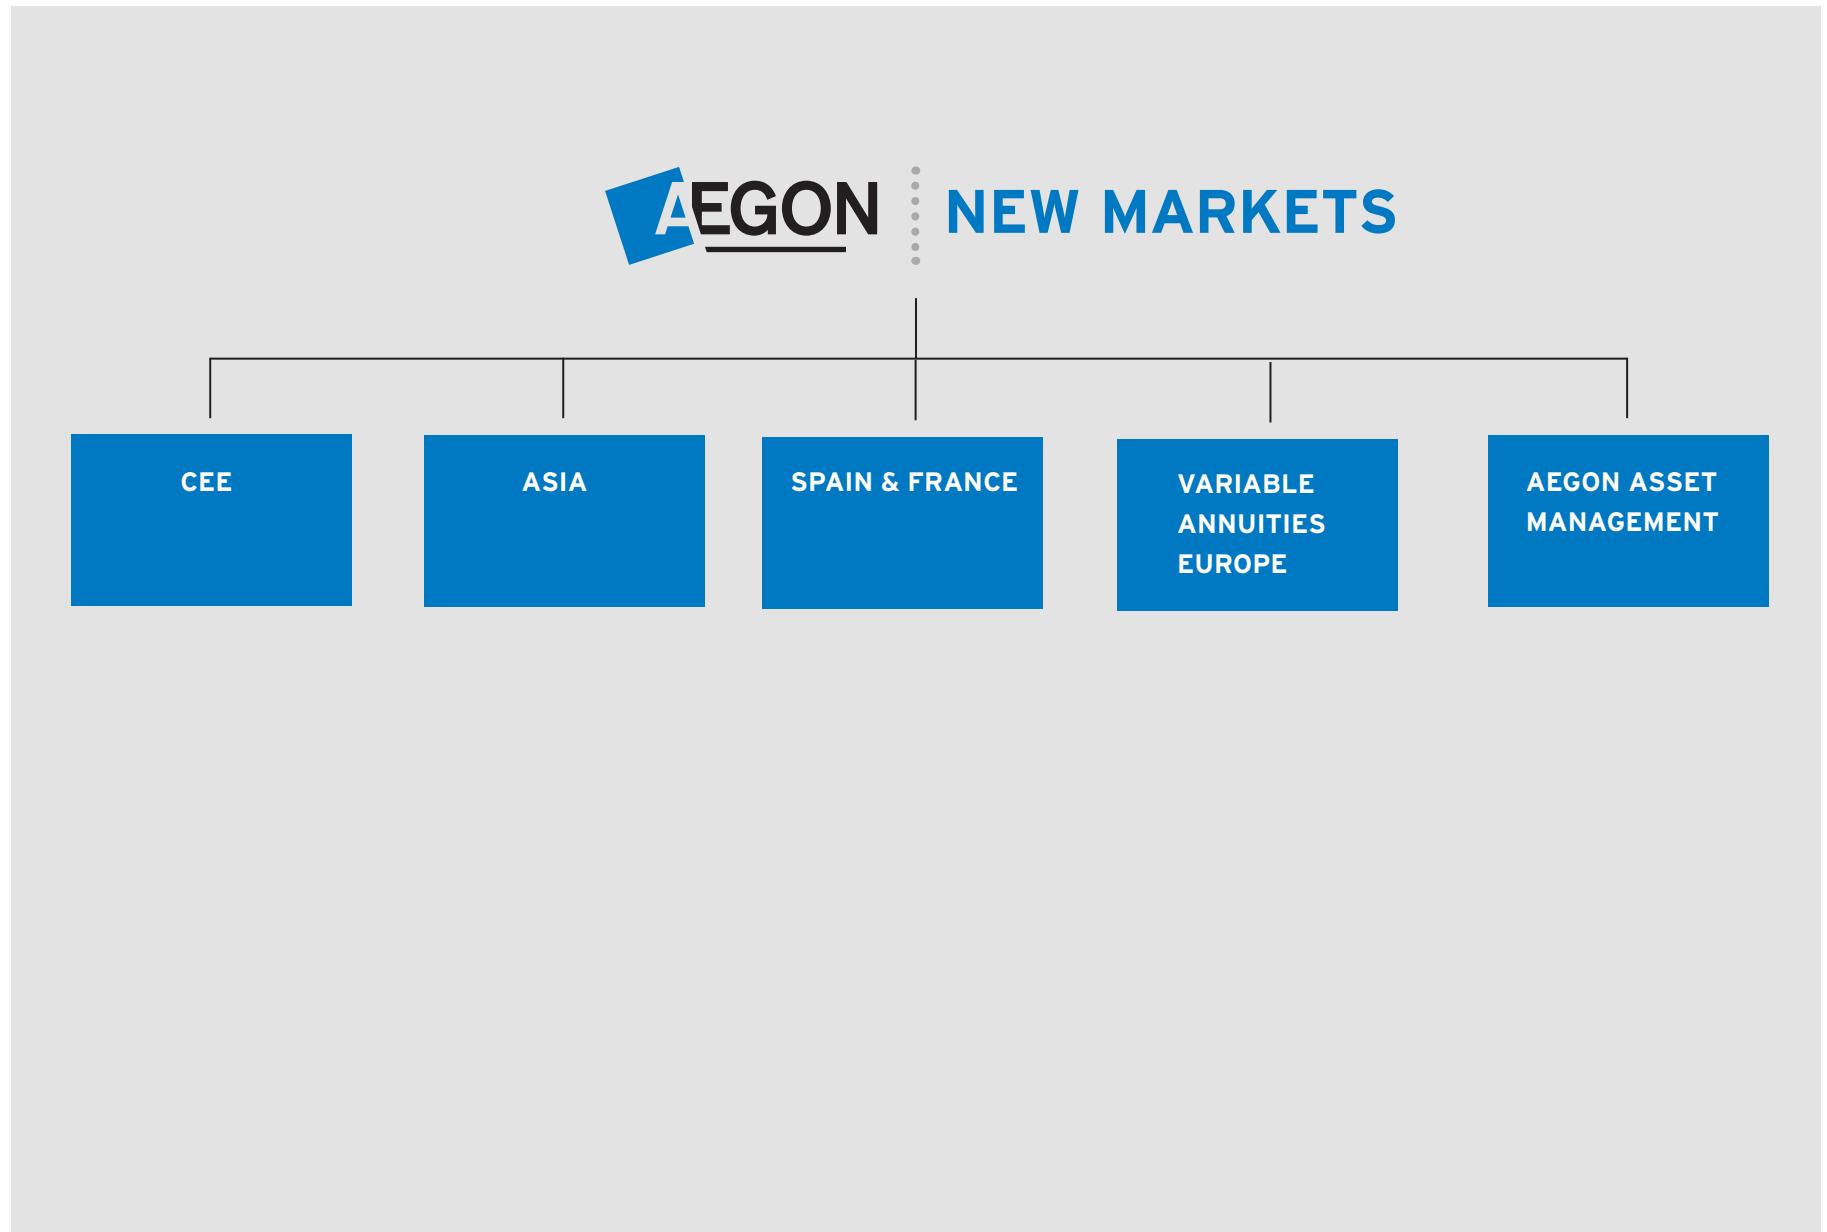 AEGON
NEW MARKETS
CEE
ASIA
SPAIN & FRANCE
VARIABLE
ANNUITIES
EUROPE
AEGON ASSET
MANAGEMENT